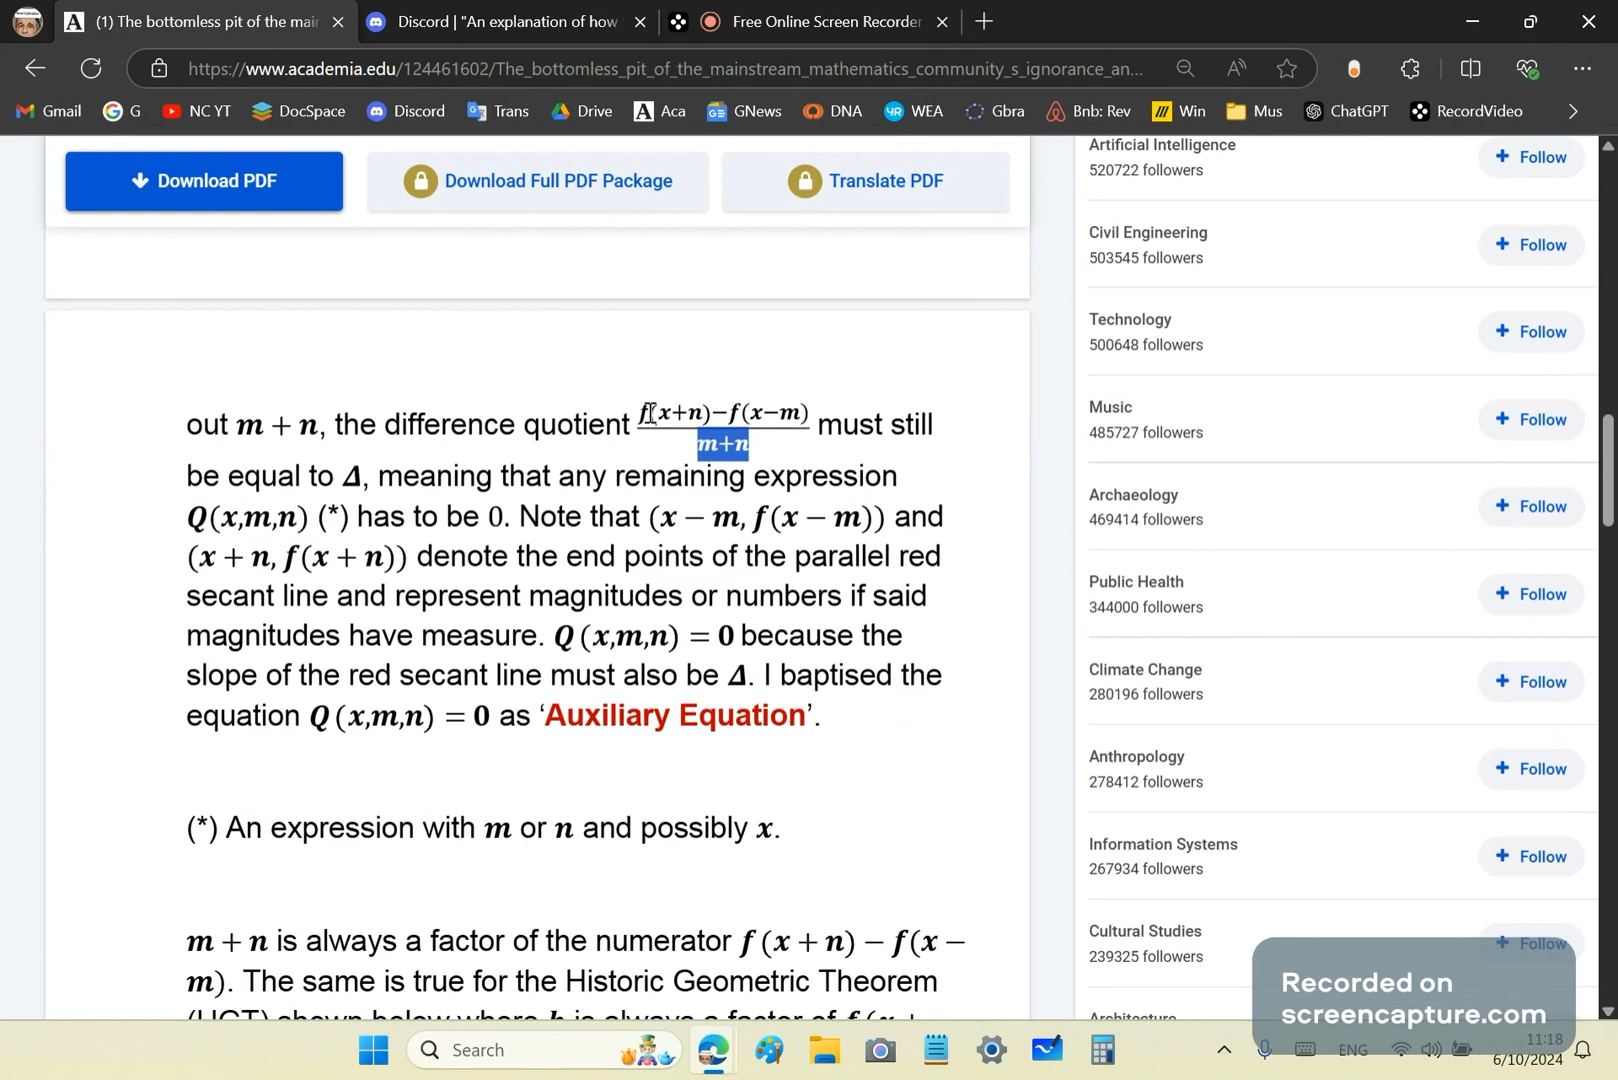 (1) The bottomless pit of the mai
Discord | "An explanation of how
Free Online Screen Recorder
https://www.academia.edu/124461602/The_bottomless_pit_of_the_mainstream_mathematics_community_s_ignorance_an...
Gmail G NC YT DocSpace Discord Trans Drive Aca GNews DNA WEA Gbra Bnb: Rev Win Mus ChatGPT RecordVideo
Download PDF
Download Full PDF Package
Translate PDF
out m + n, the difference quotient f(x+n)−f(x−m) / m+n must still
be equal to Δ, meaning that any remaining expression
Q(x,m,n) (*) has to be 0. Note that (x − m, f(x − m)) and
(x + n, f(x + n)) denote the end points of the parallel red
secant line and represent magnitudes or numbers if said
magnitudes have measure. Q (x,m,n) = 0 because the
slope of the red secant line must also be Δ. I baptised the
equation Q (x,m,n) = 0 as ‘Auxiliary Equation’.
(*) An expression with m or n and possibly x.
m + n is always a factor of the numerator f (x + n) − f(x −
m). The same is true for the Historic Geometric Theorem
(HGT) shown below where h is always a factor of f(x +
Artificial Intelligence
520722 followers
+ Follow
Civil Engineering
503545 followers
+ Follow
Technology
500648 followers
+ Follow
Music
485727 followers
+ Follow
Archaeology
469414 followers
+ Follow
Public Health
344000 followers
+ Follow
Climate Change
280196 followers
+ Follow
Anthropology
278412 followers
+ Follow
Information Systems
267934 followers
+ Follow
Cultural Studies
239325 followers
+ Follow
Architecture
Recorded on
screencapture.com
Search
ENG
11:18
6/10/2024